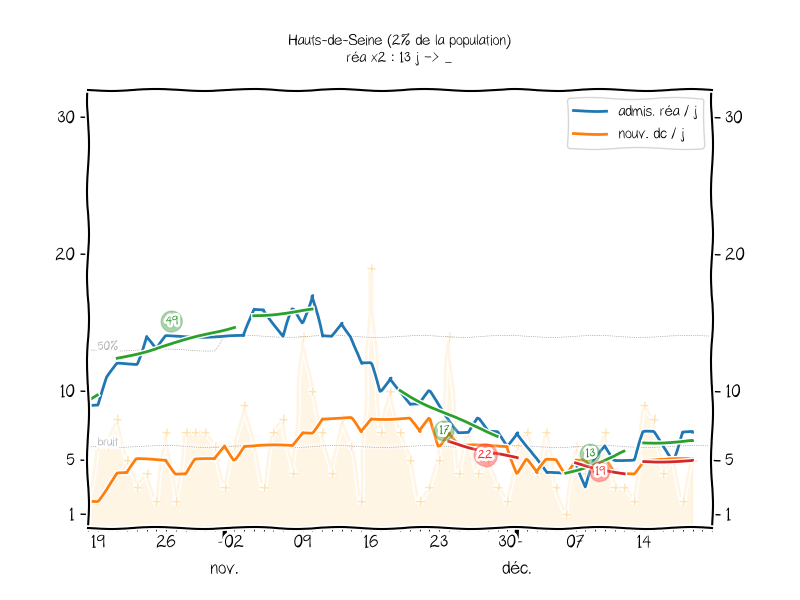 Hauts-de-Seine (2% de la population)
réa x2 : 13 j -> _
admis. réa / j
nouv. dc / j
30 30
20 20
10 10
5 5
1 1
50%
bruit
49
17
22
13
19
19 26 02 09 16 23 30 07 14
nov. déc.